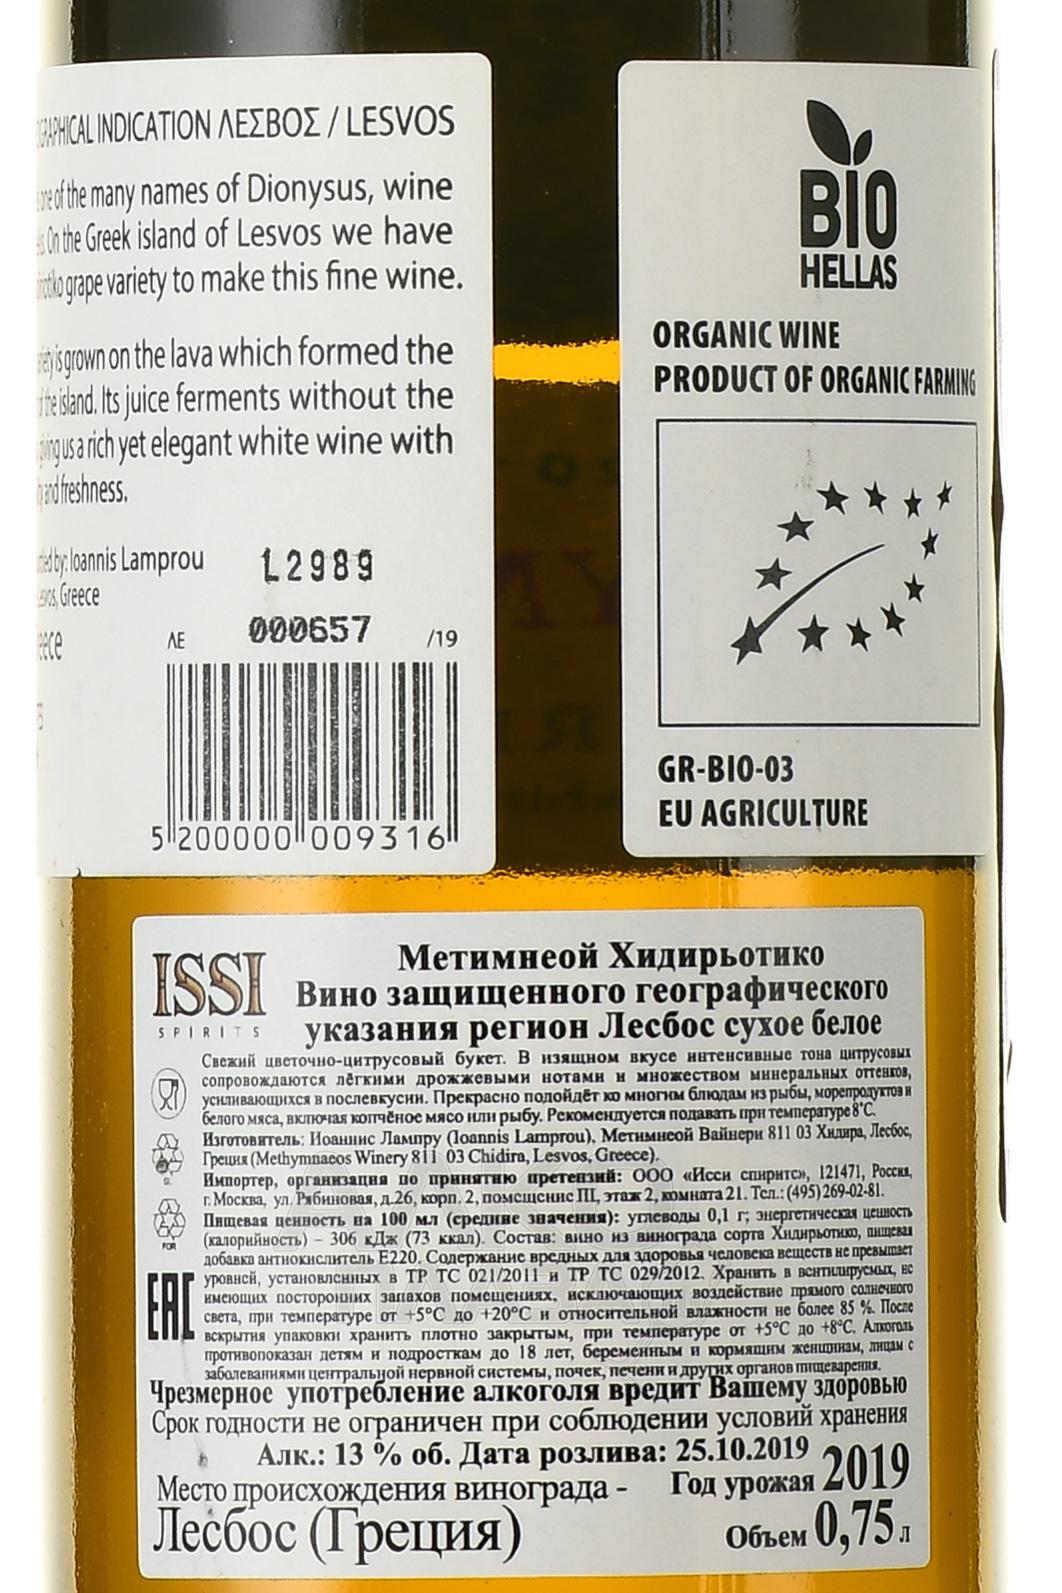 GRAPHICAL INDICATION ΛΕΣΒΟΣ / LESVOS
one of the many names of Dionysus, wine
On the Greek island of Lesvos we have
grape variety to make this fine wine.
is grown on the lava which formed the
of the island. Its juice ferments without the
giving us a rich yet elegant white wine with
and freshness.
by: Ioannis Lamprou
L2989
Greece
ΛΕ 000657 /19
5 200000 009316
BIO
HELLAS
ORGANIC WINE
PRODUCT OF ORGANIC FARMING
GR-BIO-03
EU AGRICULTURE
ISSI
SPIRITS
Метимнеой Хидирьотико
Вино защищенного географического
указания регион Лесбос сухое белое
Свежий цветочно-цитрусовый букет. В изящном вкусе интенсивные тона цитрусовых
сопровождаются лёгкими дрожжевыми нотами и множеством минеральных оттенков,
усиливающихся в послевкусии. Прекрасно подойдёт ко многим блюдам из рыбы, морепродуктов и
белого мяса, включая копчёное мясо или рыбу. Рекомендуется подавать при температуре 8°С.
Изготовитель: Иоаннис Лампру (Ioannis Lamprou), Метимнеой Вайнери 811 03 Хидира, Лесбос,
Греция (Methymnaeos Winery 811 03 Chidira, Lesvos, Greece).
Импортер, организация по принятию претензий: ООО «Исси спиритс», 121471, Россия,
г. Москва, ул. Рябиновая, д.26, корп. 2, помещение III, этаж 2, комната 21. Тел.: (495) 269-02-81.
Пищевая ценность на 100 мл (средние значения): углеводы 0,1 г; энергетическая ценность
(калорийность) – 306 кДж (73 ккал). Состав: вино из винограда сорта Хидирьотико, пищевая
добавка антиокислитель Е220. Содержание вредных для здоровья человека веществ не превышает
уровней, установленных в ТР ТС 021/2011 и ТР ТС 029/2012. Хранить в вентилируемых, не
имеющих посторонних запахов помещениях, исключающих воздействие прямого солнечного
света, при температуре от +5°С до +20°С и относительной влажности не более 85 %. После
вскрытия упаковки хранить плотно закрытым, при температуре от +5°С до +8°С. Алкоголь
противопоказан детям и подросткам до 18 лет, беременным и кормящим женщинам, лицам с
заболеваниями центральной нервной системы, почек, печени и других органов пищеварения.
EAC
Чрезмерное употребление алкоголя вредит Вашему здоровью
Срок годности не ограничен при соблюдении условий хранения
Алк.: 13 % об. Дата розлива: 25.10.2019
Место происхождения винограда - Год урожая 2019
Лесбос (Греция) Объем 0,75 л